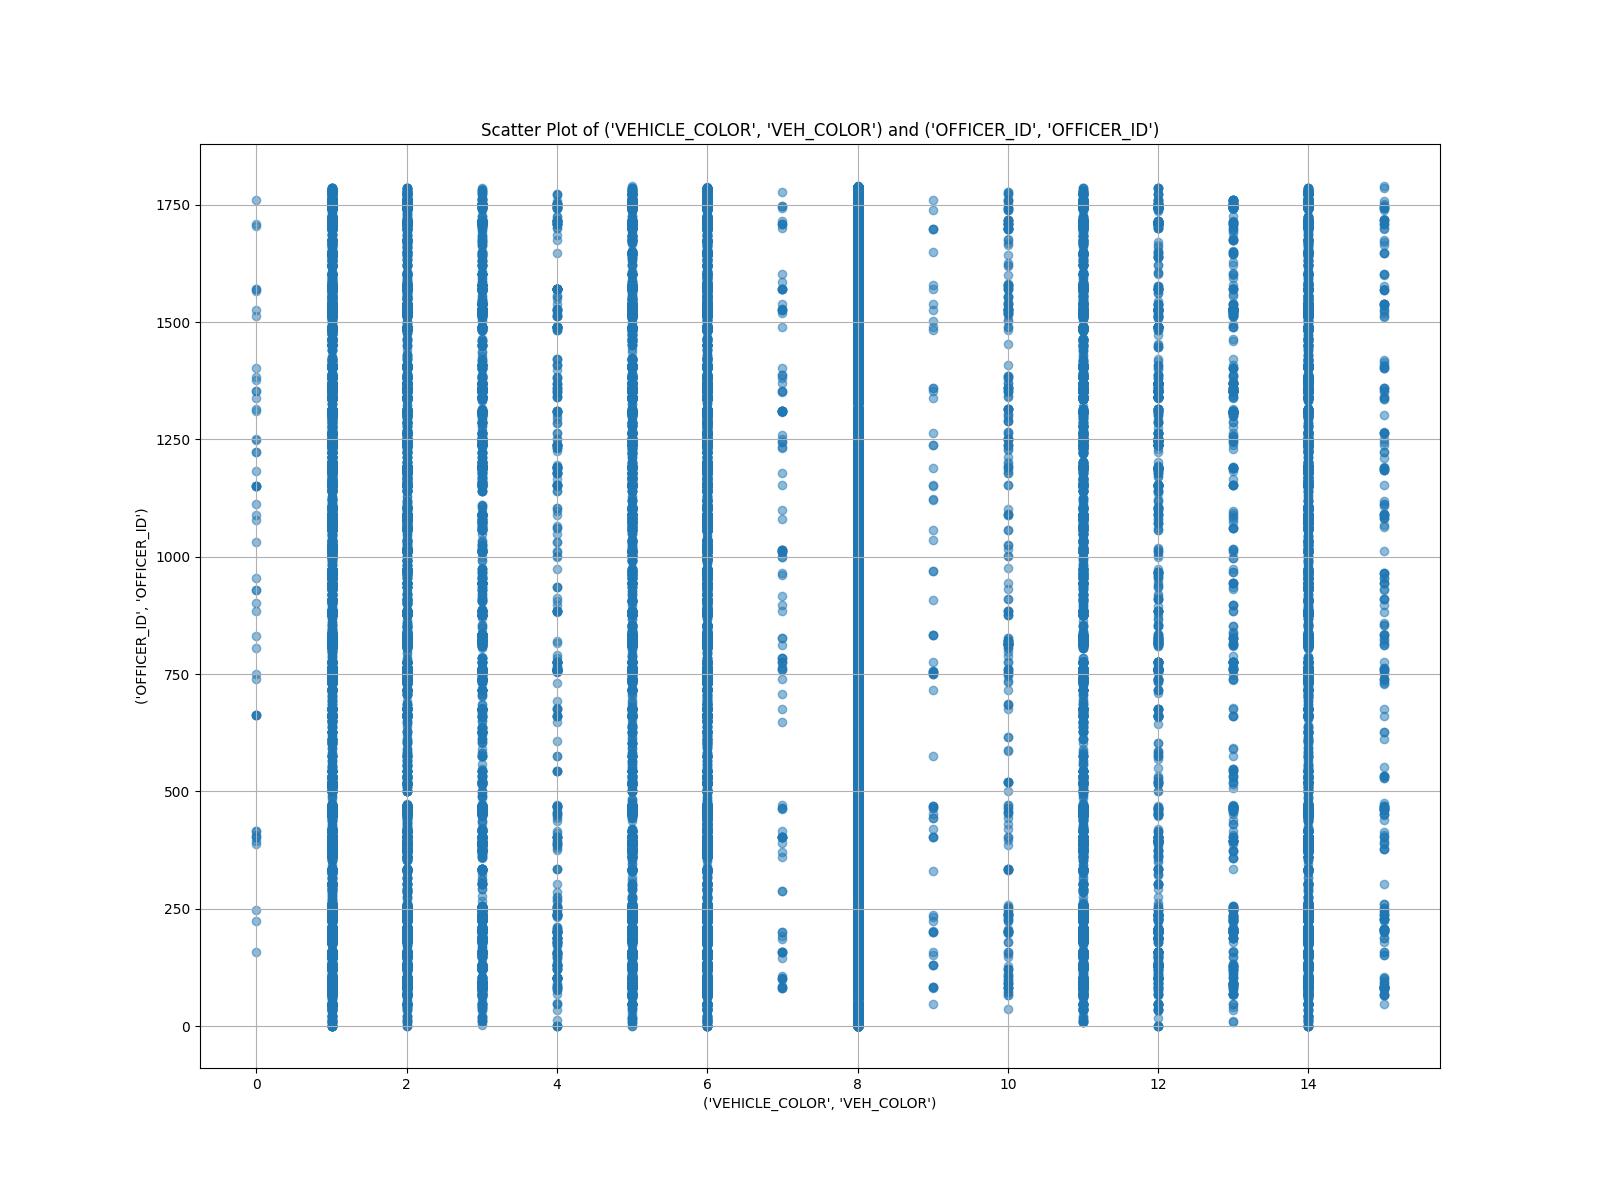 Scatter Plot of ('VEHICLE_COLOR', 'VEH_COLOR') and ('OFFICER_ID', 'OFFICER_ID')
1750
1500
1250
1000
750
500
250
0
('OFFICER_ID', 'OFFICER_ID')
0 2 4 6 8 10 12 14
('VEHICLE_COLOR', 'VEH_COLOR')